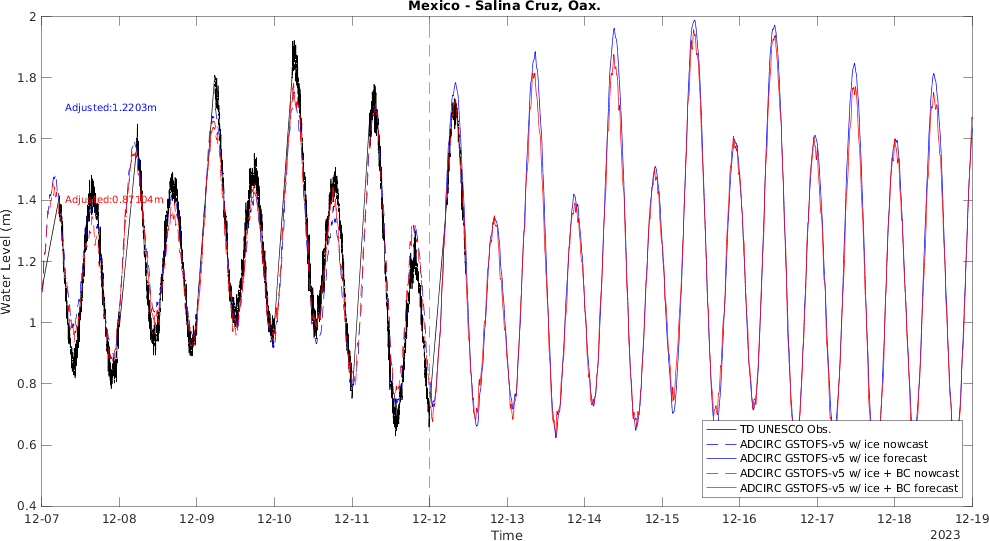 Mexico - Salina Cruz, Oax.
2
1.8
Adjusted:1.2203m
1.6
1.4
Adjusted:0.87104m
1.2
1
0.8
0.6
0.4
Water Level (m)
TD UNESCO Obs.
ADCIRC GSTOFS-v5 w/ ice nowcast
ADCIRC GSTOFS-v5 w/ ice forecast
ADCIRC GSTOFS-v5 w/ ice + BC nowcast
ADCIRC GSTOFS-v5 w/ ice + BC forecast
12-07 12-08 12-09 12-10 12-11 12-12 12-13 12-14 12-15 12-16 12-17 12-18 12-19
Time
2023